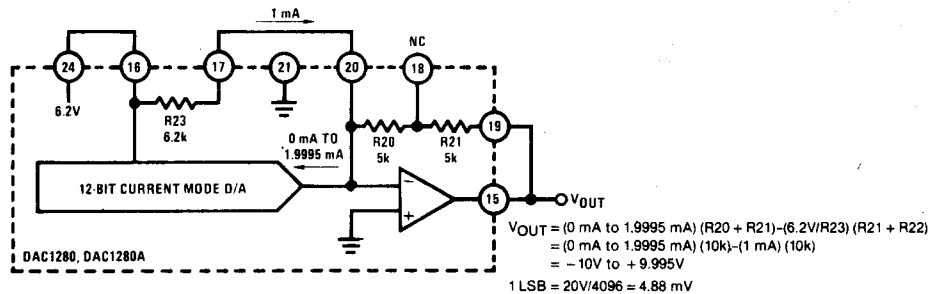 1 mA
NC
24
16
17
21
20
18
6.2V
R23
6.2k
0 mA TO
1.9995 mA
R20
5k
R21
5k
19
12-BIT CURRENT MODE D/A
−
+
15
VOUT
DAC1280, DAC1280A
VOUT = (0 mA to 1.9995 mA) (R20 + R21)–(6.2V/R23) (R21 + R22)
= (0 mA to 1.9995 mA) (10k)–(1 mA) (10k)
= −10V to +9.995V
1 LSB = 20V/4096 = 4.88 mV